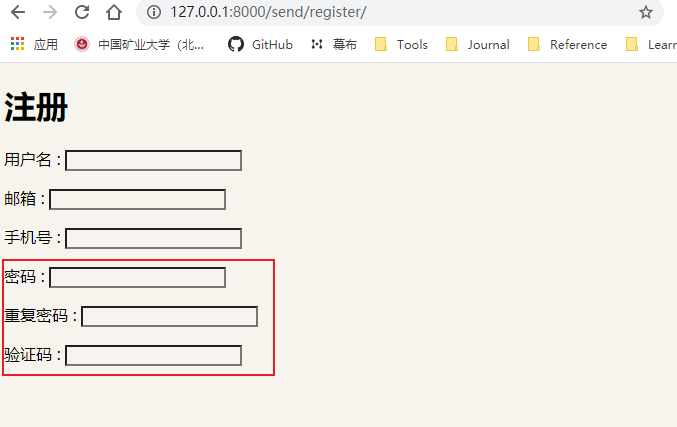 127.0.0.1:8000/send/register/
应用 中国矿业大学（北... GitHub 幕布 Tools Journal Reference Learn
注册
用户名 :
邮箱 :
手机号 :
密码 :
重复密码 :
验证码 :